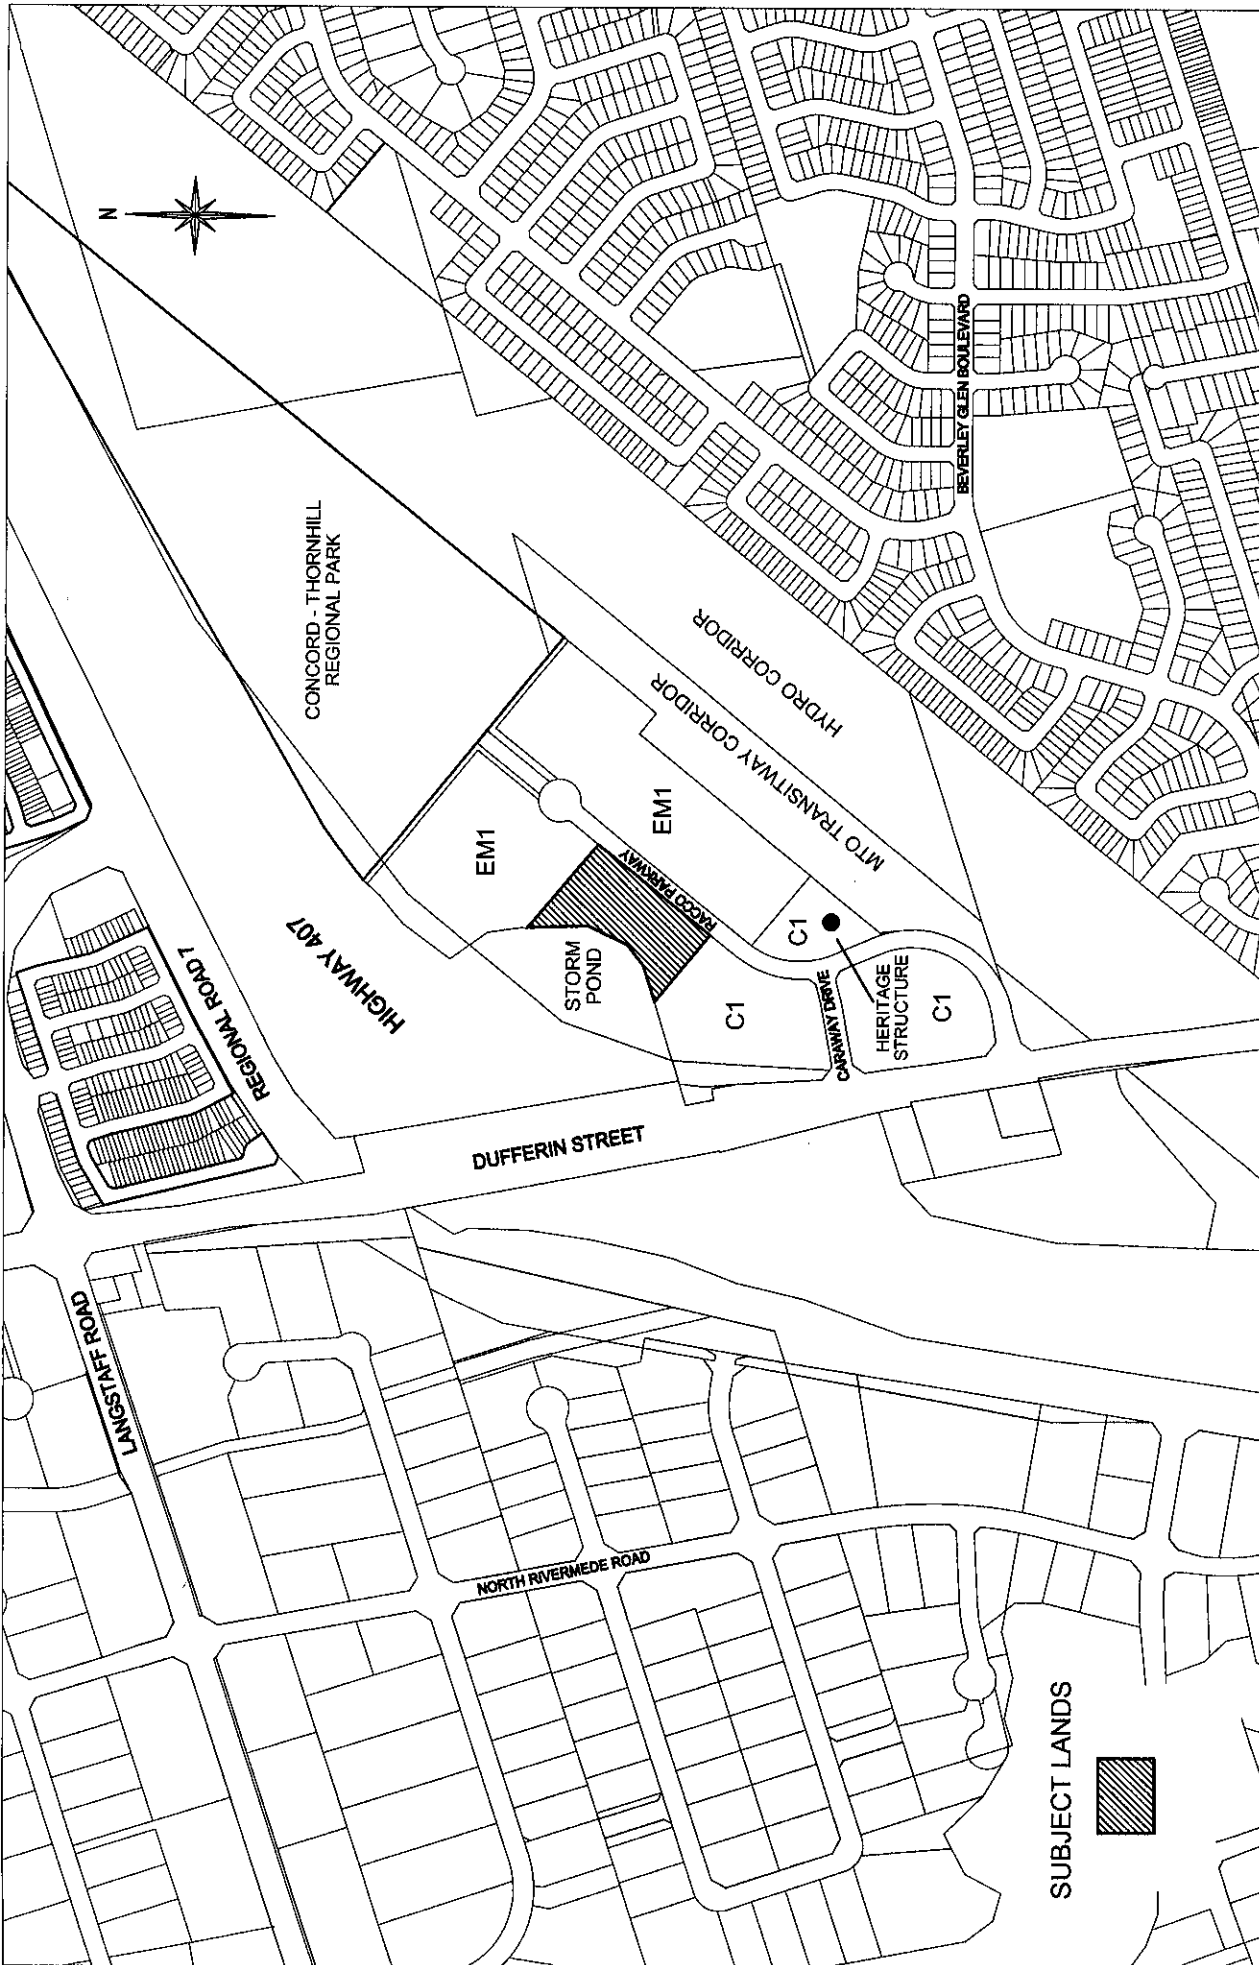 N
CONCORD - THORNHILL
REGIONAL PARK
BEVERLEY GLEN BOULEVARD
HYDRO CORRIDOR
MTO TRANSITWAY CORRIDOR
EM1
EM1
RACCO PARKWAY
HIGHWAY 407
REGIONAL ROAD 7
STORM
POND
C1
C1
C1
CARAWAY DRIVE
HERITAGE
STRUCTURE
DUFFERIN STREET
LANGSTAFF ROAD
NORTH RIVERMEDE ROAD
SUBJECT LANDS